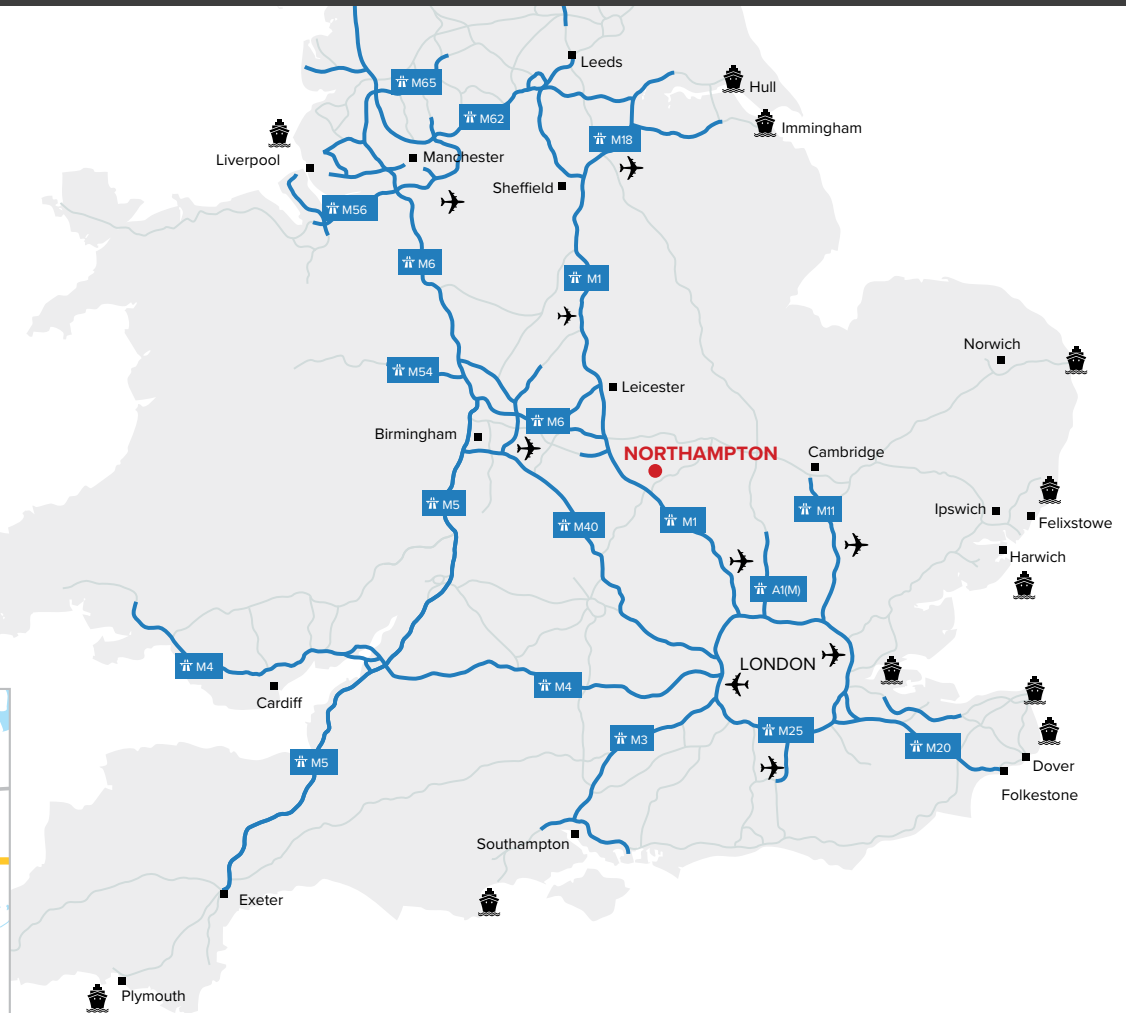 Leeds
M65
Hull
M62
Immingham
M18
Liverpool
Manchester
Sheffield
M56
M6
M1
Norwich
M54
Leicester
M6
Birmingham
NORTHAMPTON
Cambridge
M5
M11
Ipswich
M1
Felixstowe
M40
Harwich
A1(M)
M4
LONDON
M4
Cardiff
M25
M3
M20
M5
Dover
Folkestone
Southampton
Exeter
Plymouth